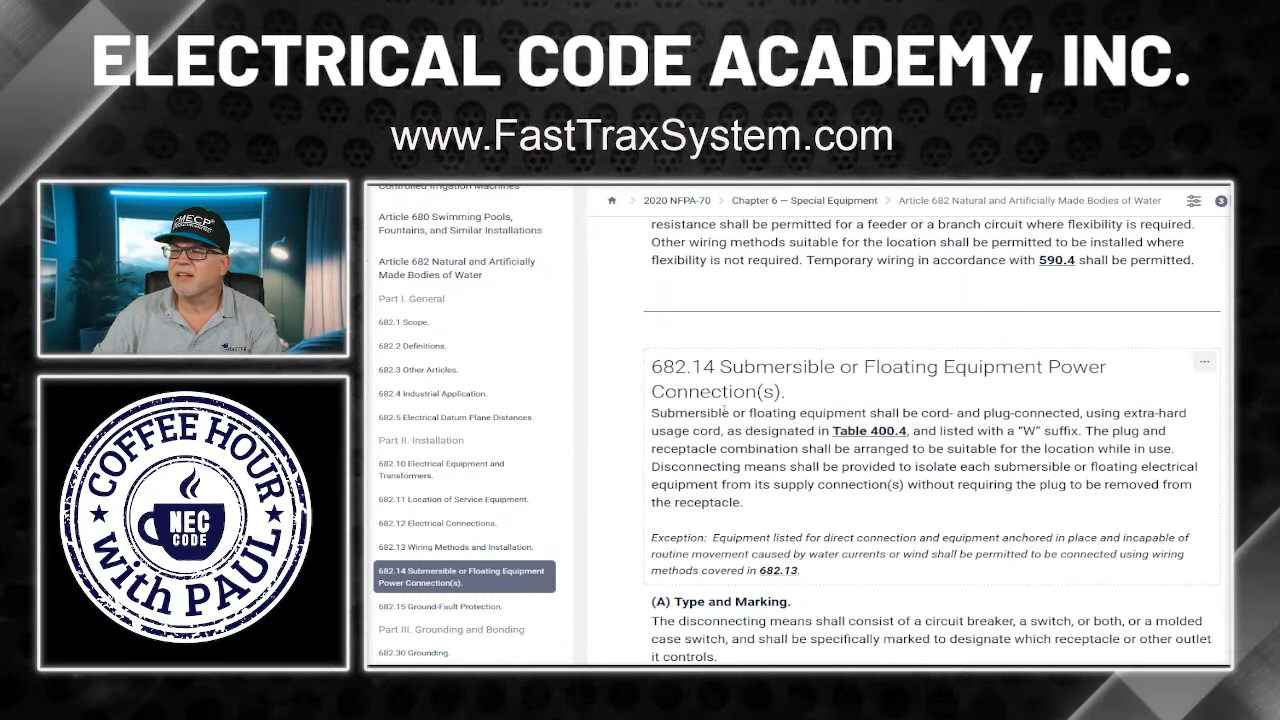 ELECTRICAL CODE ACADEMY, INC.
www.FastTraxSystem.com
MECP
COFFEE HOUR
NEC
CODE
with PAUL
Controlled Irrigation Machines
Article 680 Swimming Pools,
Fountains, and Similar Installations
Article 682 Natural and Artificially
Made Bodies of Water
Part I. General
682.1 Scope.
682.2 Definitions.
682.3 Other Articles.
682.4 Industrial Application.
682.5 Electrical Datum Plane Distances.
Part II. Installation
682.10 Electrical Equipment and
Transformers.
682.11 Location of Service Equipment.
682.12 Electrical Connections.
682.13 Wiring Methods and Installation.
682.14 Submersible or Floating Equipment
Power Connection(s).
682.15 Ground-Fault Protection.
Part III. Grounding and Bonding
682.30 Grounding.
2020 NFPA-70 > Chapter 6 — Special Equipment > Article 682 Natural and Artificially Made Bodies of Water
3
resistance shall be permitted for a feeder or a branch circuit where flexibility is required.
Other wiring methods suitable for the location shall be permitted to be installed where
flexibility is not required. Temporary wiring in accordance with 590.4 shall be permitted.
682.14 Submersible or Floating Equipment Power
Connection(s).
Submersible or floating equipment shall be cord- and plug-connected, using extra-hard
usage cord, as designated in Table 400.4, and listed with a “W” suffix. The plug and
receptacle combination shall be arranged to be suitable for the location while in use.
Disconnecting means shall be provided to isolate each submersible or floating electrical
equipment from its supply connection(s) without requiring the plug to be removed from
the receptacle.
Exception: Equipment listed for direct connection and equipment anchored in place and incapable of
routine movement caused by water currents or wind shall be permitted to be connected using wiring
methods covered in 682.13.
(A) Type and Marking.
The disconnecting means shall consist of a circuit breaker, a switch, or both, or a molded
case switch, and shall be specifically marked to designate which receptacle or other outlet
it controls.